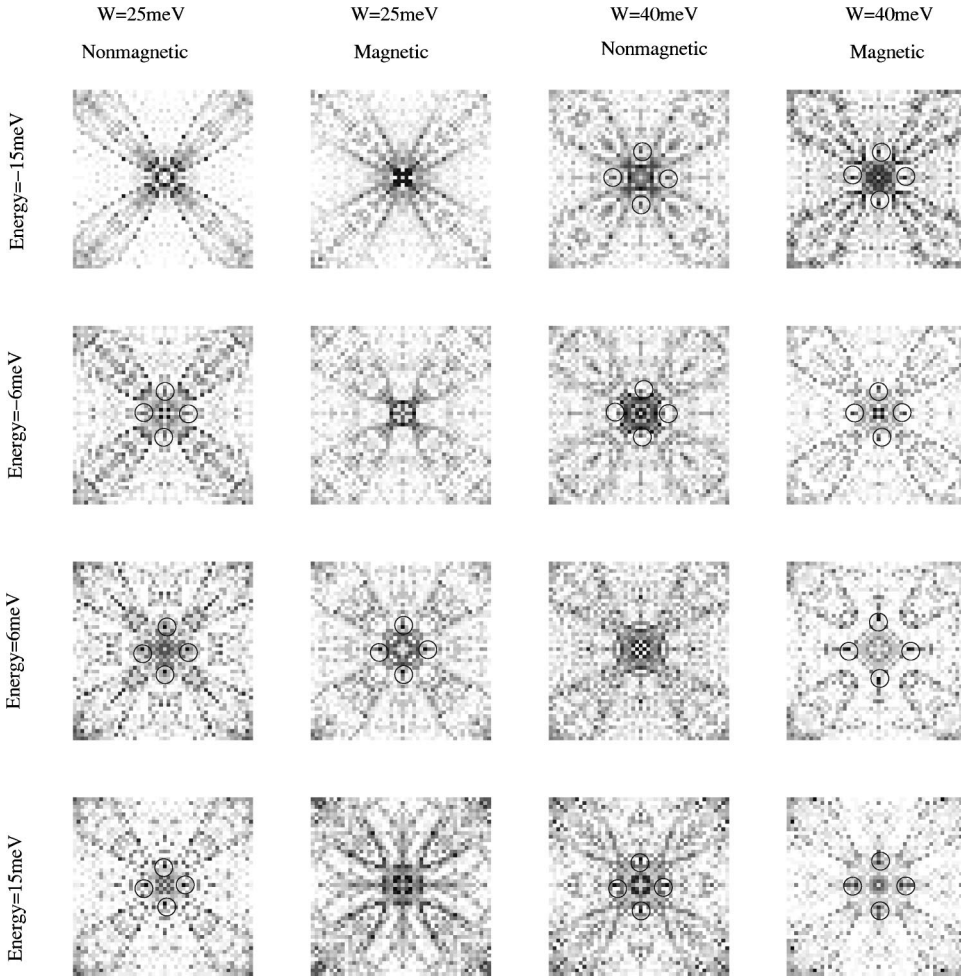 W=25meV W=25meV W=40meV W=40meV
Nonmagnetic Magnetic Nonmagnetic Magnetic
Energy=−15meV
Energy=−6meV
Energy=6meV
Energy=15meV